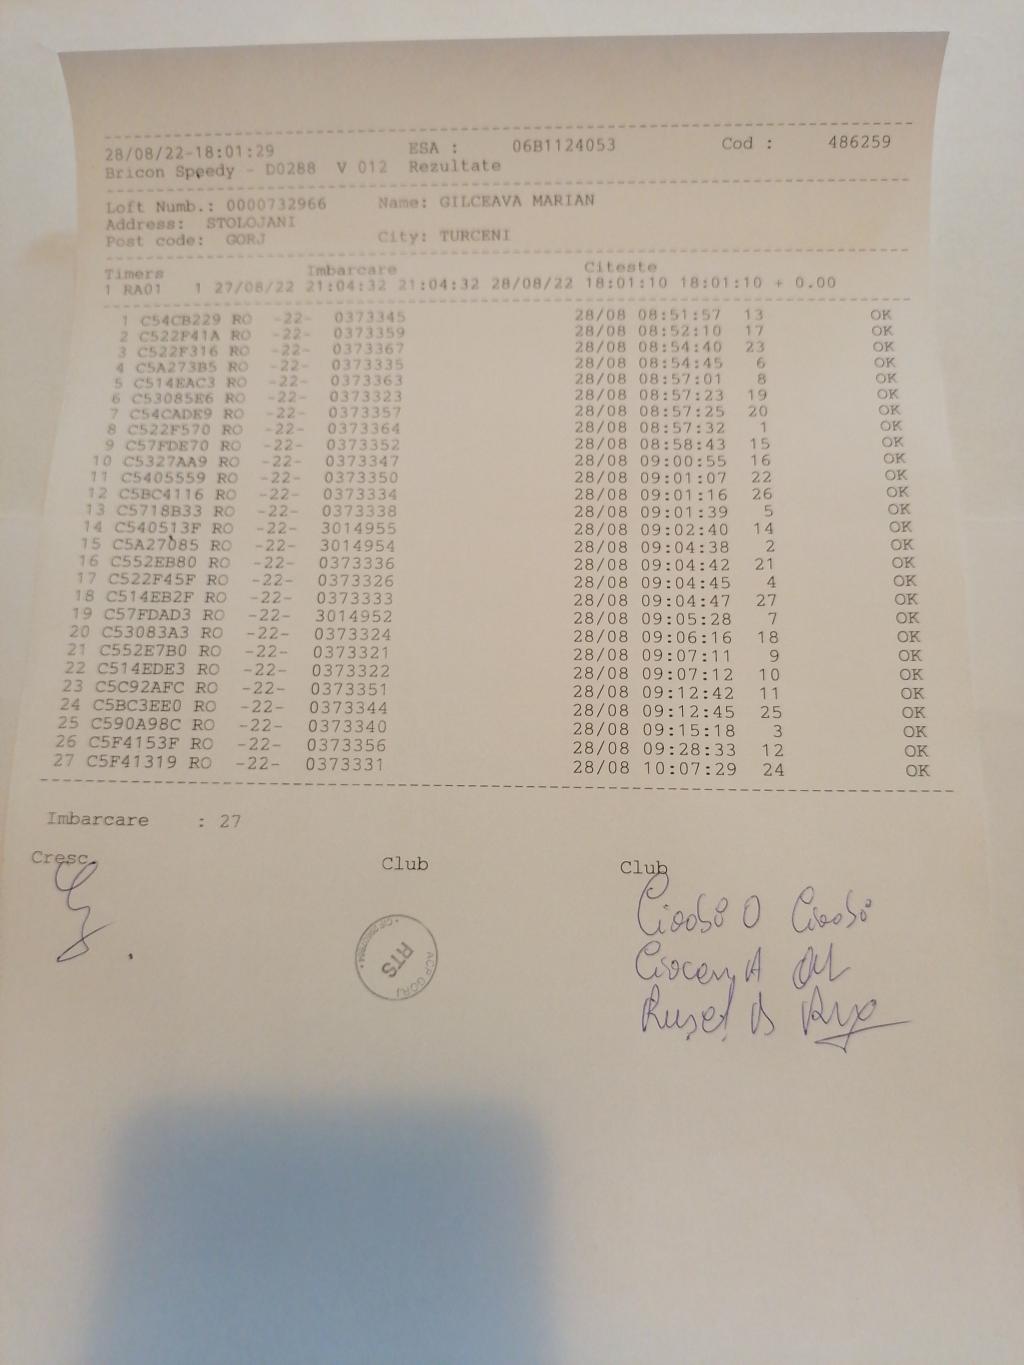 28/08/22-18:01:29 ESA : 06B1124053 Cod : 486259
Bricon Speedy - D0288 V 012 Rezultate
Loft Numb.: 0000732966 Name: GILCEAVA MARIAN
Address: STOLOJANI
Post code: GORJ City: TURCENI
Timers Imbarcare Citeste
1 RA01 1 27/08/22 21:04:32 21:04:32 28/08/22 18:01:10 18:01:10 + 0.00
1 C54CB229 RO -22- 0373345 28/08 08:51:57 13 OK
2 C522F41A RO -22- 0373359 28/08 08:52:10 17 OK
3 C522F316 RO -22- 0373367 28/08 08:54:40 23 OK
4 C5A273B5 RO -22- 0373335 28/08 08:54:45 6 OK
5 C514EAC3 RO -22- 0373363 28/08 08:57:01 8 OK
6 C53085E6 RO -22- 0373323 28/08 08:57:23 19 OK
7 C54CADE9 RO -22- 0373357 28/08 08:57:25 20 OK
8 C522F570 RO -22- 0373364 28/08 08:57:32 1 OK
9 C57FDE70 RO -22- 0373352 28/08 08:58:43 15 OK
10 C5327AA9 RO -22- 0373347 28/08 09:00:55 16 OK
11 C5405559 RO -22- 0373350 28/08 09:01:07 22 OK
12 C5BC4116 RO -22- 0373334 28/08 09:01:16 26 OK
13 C5718B33 RO -22- 0373338 28/08 09:01:39 5 OK
14 C540513F RO -22- 3014955 28/08 09:02:40 14 OK
15 C5A27085 RO -22- 3014954 28/08 09:04:38 2 OK
16 C552EB80 RO -22- 0373336 28/08 09:04:42 21 OK
17 C522F45F RO -22- 0373326 28/08 09:04:45 4 OK
18 C514EB2F RO -22- 0373333 28/08 09:04:47 27 OK
19 C57FDAD3 RO -22- 3014952 28/08 09:05:28 7 OK
20 C53083A3 RO -22- 0373324 28/08 09:06:16 18 OK
21 C552E7B0 RO -22- 0373321 28/08 09:07:11 9 OK
22 C514EDE3 RO -22- 0373322 28/08 09:07:12 10 OK
23 C5C92AFC RO -22- 0373351 28/08 09:12:42 11 OK
24 C5BC3EE0 RO -22- 0373344 28/08 09:12:45 25 OK
25 C590A98C RO -22- 0373340 28/08 09:15:18 3 OK
26 C5F4153F RO -22- 0373356 28/08 09:28:33 12 OK
27 C5F41319 RO -22- 0373331 28/08 10:07:29 24 OK
Imbarcare : 27
Cresc. Club Club
RTS
ACP GORJ